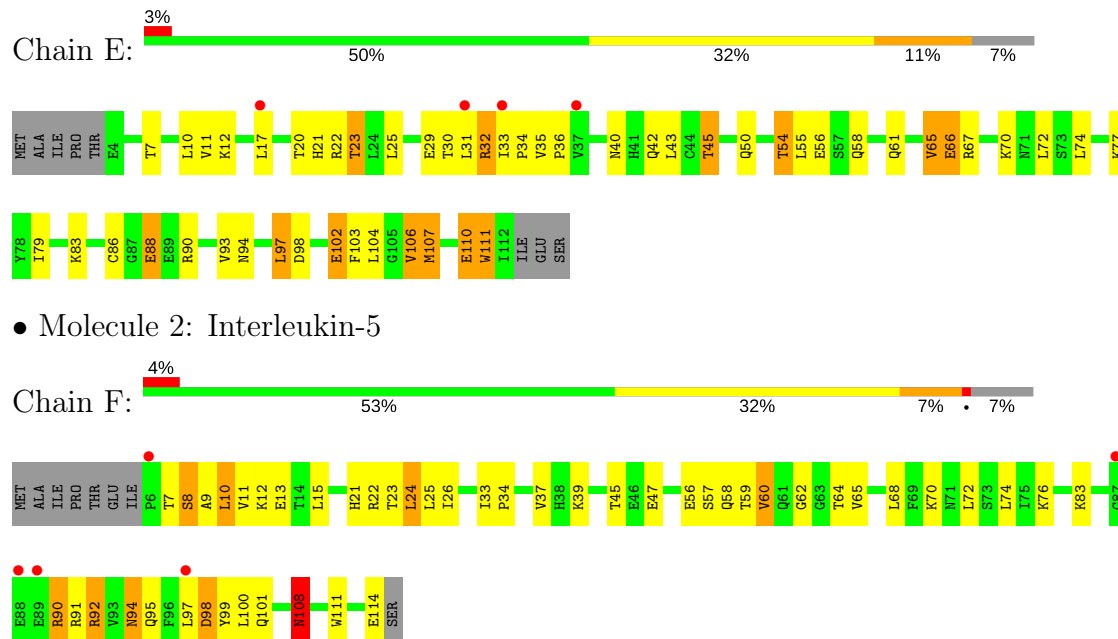 3%
Chain E:
50% 32% 11% 7%
MET ALA ILE PRO THR E4 T7 L10 V11 K12 L17 T20 H21 R22 T23 L24 L25 E29 T30 L31 R32 I33 P34 V35 P36 V37 N40 H41 Q42 L43 C44 T45 Q50 T54 L55 E56 S57 Q58 Q61 V65 E66 R67 K70 N71 L72 S73 L74 K77
Y78 I79 K83 C86 G87 E88 E89 R90 V93 N94 L97 D98 E102 F103 L104 G105 V106 M107 E110 W111 I112 ILE GLU SER
• Molecule 2: Interleukin-5
4%
Chain F:
53% 32% 7% • 7%
MET ALA ILE PRO THR GLU ILE P6 T7 S8 A9 L10 V11 K12 E13 T14 L15 H21 R22 T23 L24 L25 I26 I33 P34 V37 H38 K39 T45 E46 E47 E56 S57 Q58 T59 V60 Q61 G62 G63 T64 V65 L68 F69 K70 N71 L72 S73 L74 I75 K76 K83 G87
E88 E89 R90 R91 R92 V93 N94 Q95 F96 L97 D98 Y99 L100 Q101 N108 W111 E114 SER